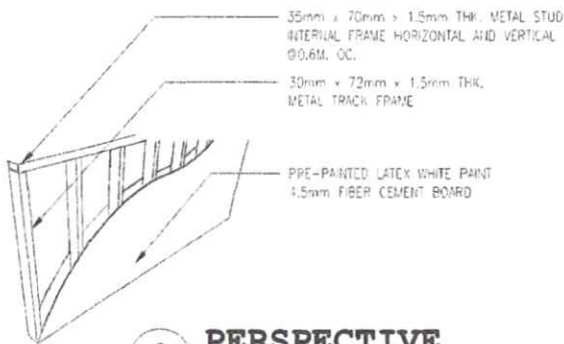 35mm x 70mm x 1.5mm THK. METAL STUD
INTERNAL FRAME HORIZONTAL AND VERTICAL
@0.6M. OC.
30mm x 72mm x 1.5mm THK.
METAL TRACK FRAME
PRE-PAINTED LATEX WHITE PAINT
4.5mm FIBER CEMENT BOARD
PERSPECTIVE